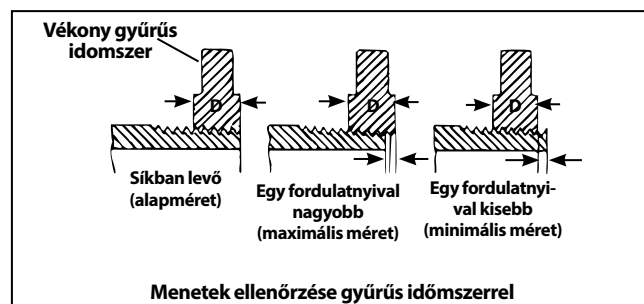 Vékony gyűrűs
idomszer
D
D
D
Síkban levő
(alapméret)
Egy fordulatnyival
nagyobb
(maximális méret)
Egy fordulatnyi-
val kisebb
(minimális méret)
Menetek ellenőrzése gyűrűs időmszerrel